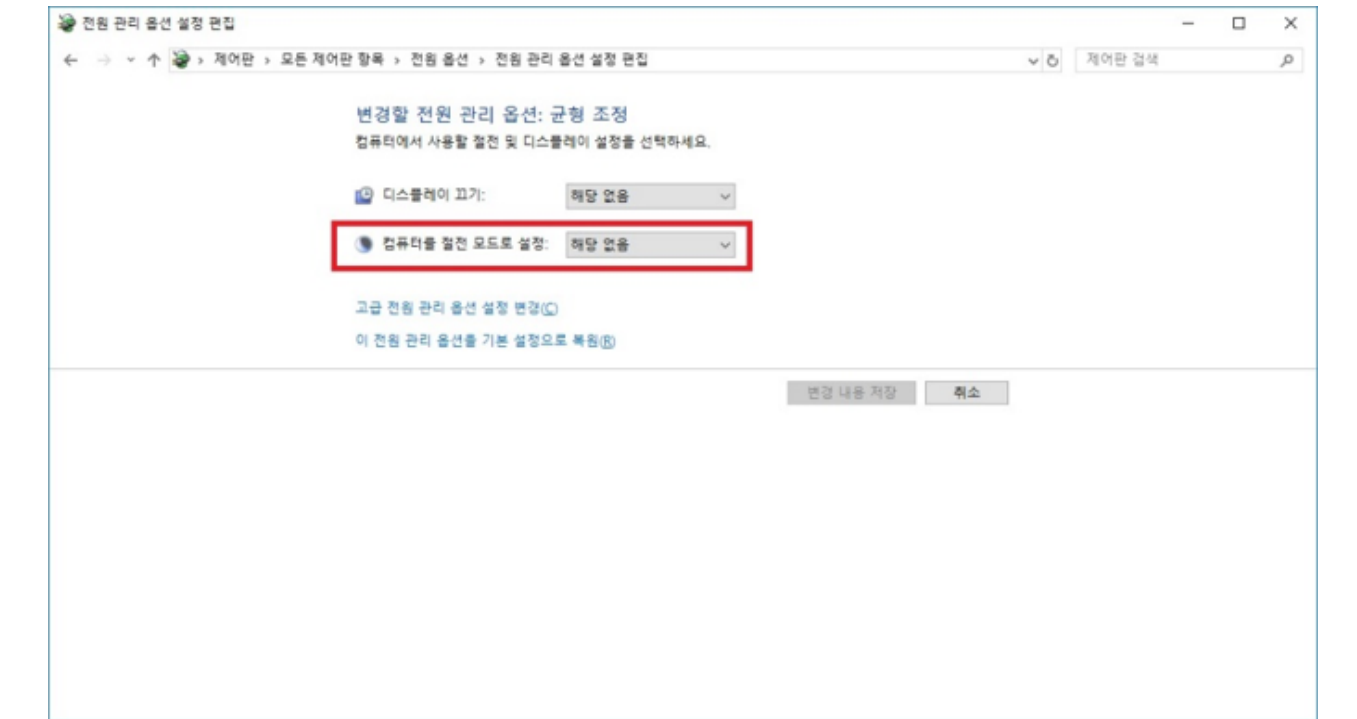 전원 관리 옵션 설정 편집
제어판 › 모든 제어판 항목 › 전원 옵션 › 전원 관리 옵션 설정 편집
제어판 검색
변경할 전원 관리 옵션: 균형 조정
컴퓨터에서 사용할 절전 및 디스플레이 설정을 선택하세요.
디스플레이 끄기: 해당 없음
컴퓨터를 절전 모드로 설정: 해당 없음
고급 전원 관리 옵션 설정 변경(C)
이 전원 관리 옵션을 기본 설정으로 복원(R)
변경 내용 저장 취소